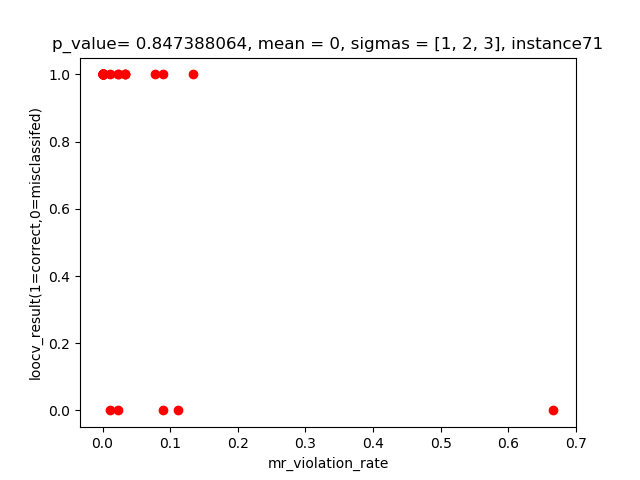 p_value= 0.847388064, mean = 0, sigmas = [1, 2, 3], instance71
1.0
0.8
0.6
0.4
0.2
0.0
loocv_result(1=correct,0=misclassifed)
0.0 0.1 0.2 0.3 0.4 0.5 0.6 0.7
mr_violation_rate